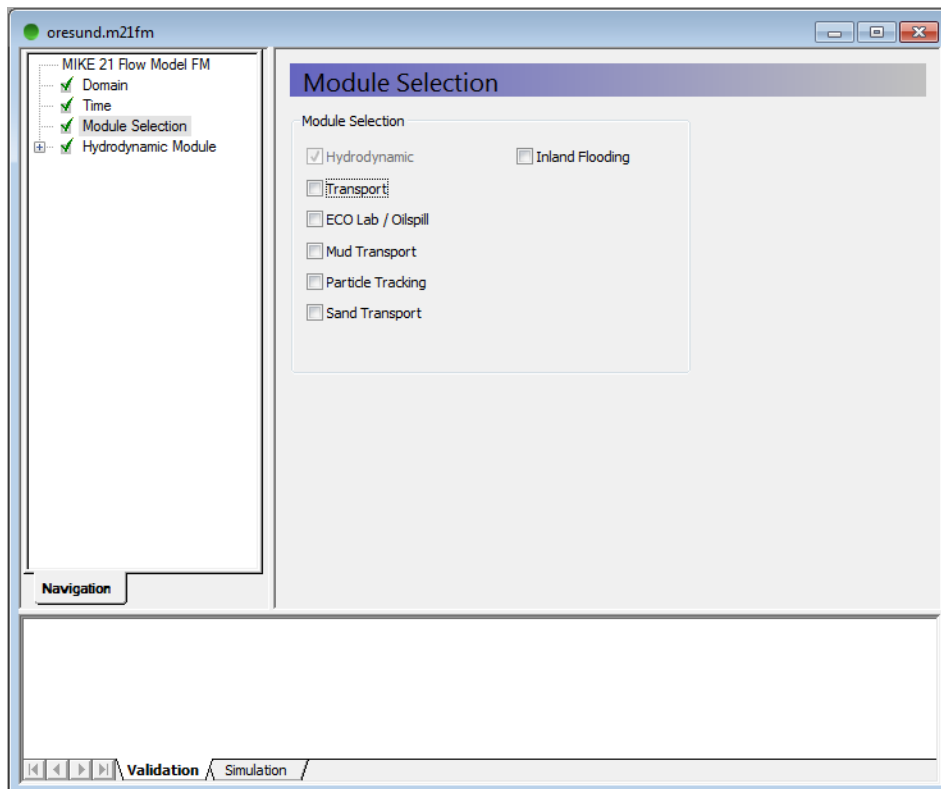 oresund.m21fm
MIKE 21 Flow Model FM
Domain
Time
Module Selection
Hydrodynamic Module
Navigation
Module Selection
Module Selection
Hydrodynamic
Inland Flooding
Transport
ECO Lab / Oilspill
Mud Transport
Particle Tracking
Sand Transport
Validation
Simulation